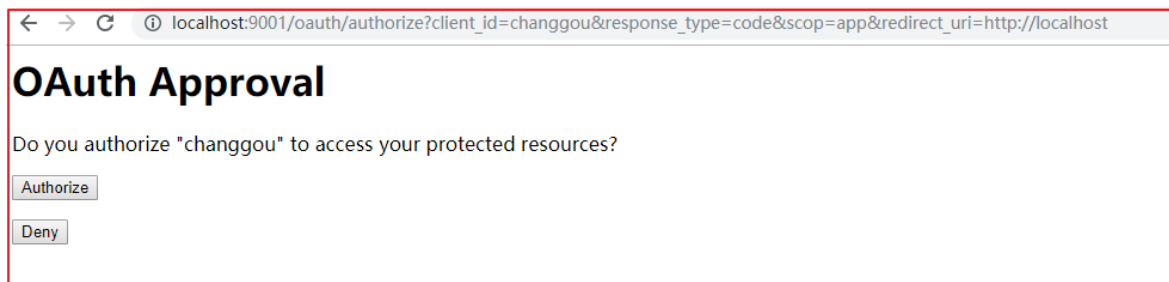 localhost:9001/oauth/authorize?client_id=changgou&response_type=code&scop=app&redirect_uri=http://localhost
OAuth Approval
Do you authorize "changgou" to access your protected resources?
Authorize
Deny